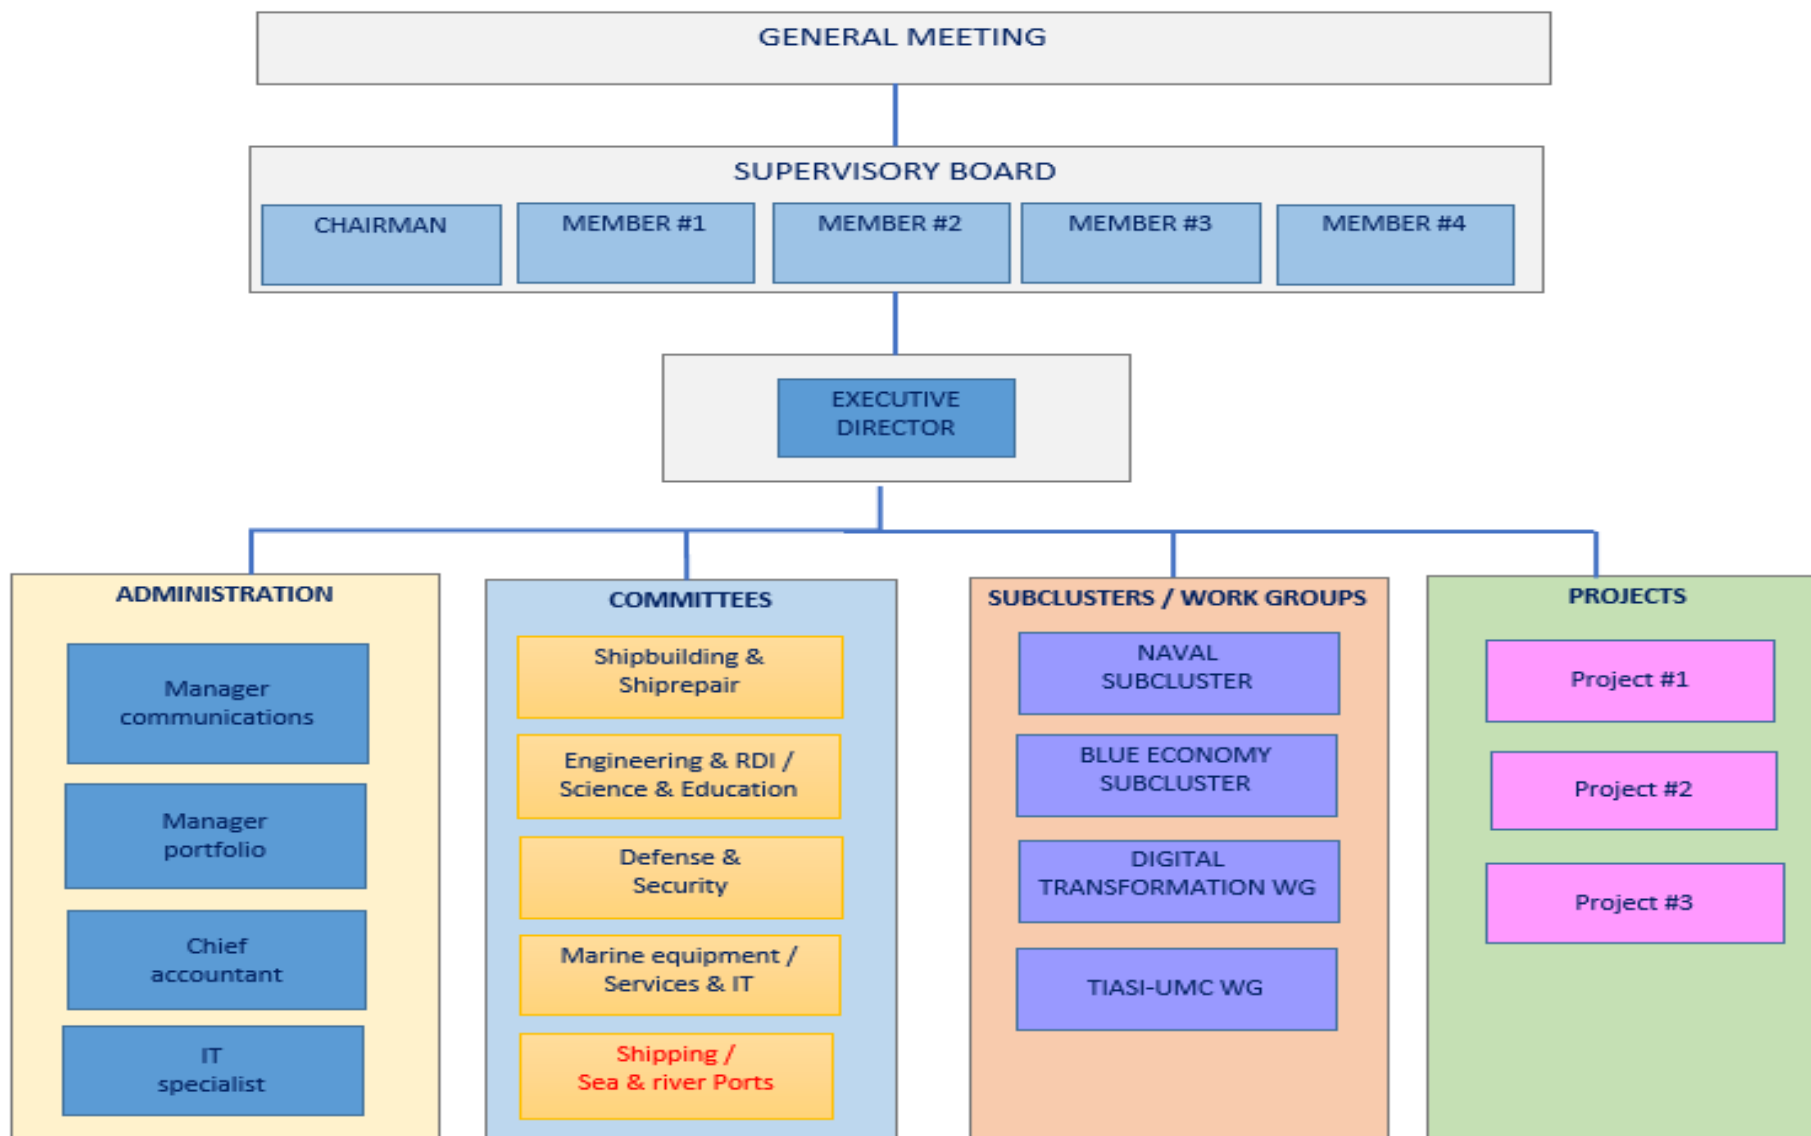 GENERAL MEETING
SUPERVISORY BOARD
CHAIRMAN
MEMBER #1
MEMBER #2
MEMBER #3
MEMBER #4
EXECUTIVE
DIRECTOR
ADMINISTRATION
Manager
communications
Manager
portfolio
Chief
accountant
IT
specialist
COMMITTEES
Shipbuilding &
Shiprepair
Engineering & RDI /
Science & Education
Defense &
Security
Marine equipment /
Services & IT
Shipping /
Sea & river Ports
SUBCLUSTERS / WORK GROUPS
NAVAL
SUBCLUSTER
BLUE ECONOMY
SUBCLUSTER
DIGITAL
TRANSFORMATION WG
TIASI-UMC WG
PROJECTS
Project #1
Project #2
Project #3